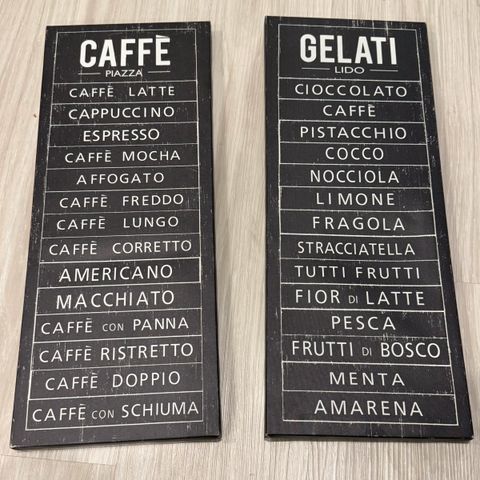 CAFFÈ
PIAZZA
CAFFÈ LATTE
CAPPUCCINO
ESPRESSO
CAFFÈ MOCHA
AFFOGATO
CAFFÈ FREDDO
CAFFÈ LUNGO
CAFFÈ CORRETTO
AMERICANO
MACCHIATO
CAFFÈ CON PANNA
CAFFÈ RISTRETTO
CAFFÈ DOPPIO
CAFFÈ CON SCHIUMA
GELATI
LIDO
CIOCCOLATO
CAFFÈ
PISTACCHIO
COCCO
NOCCIOLA
LIMONE
FRAGOLA
STRACCIATELLA
TUTTI FRUTTI
FIOR DI LATTE
PESCA
FRUTTI DI BOSCO
MENTA
AMARENA